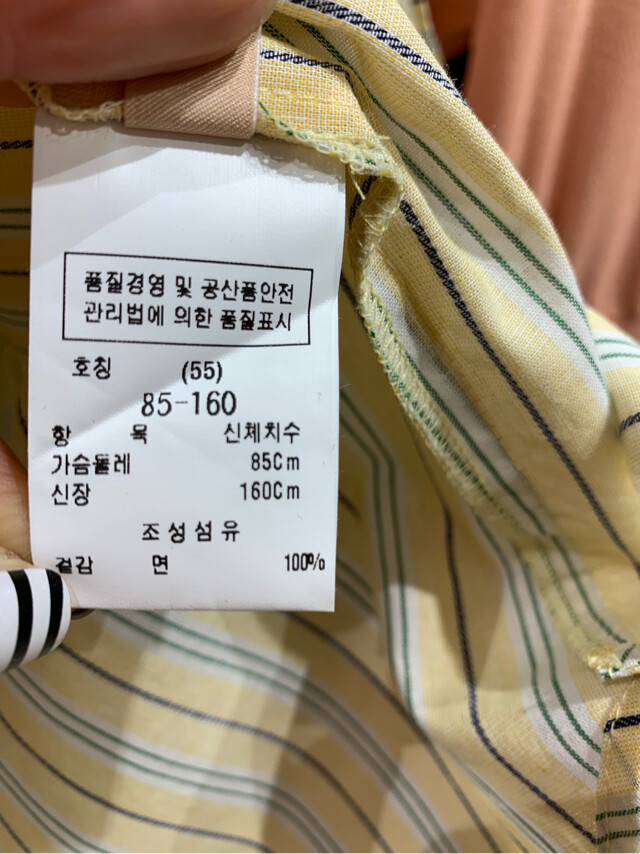 품질경영 및 공산품안전
관리법에 의한 품질표시
호칭 (55)
85-160
항 목 신체치수
가슴둘레 85Cm
신장 160Cm
조성섬유
겉감 면 100%